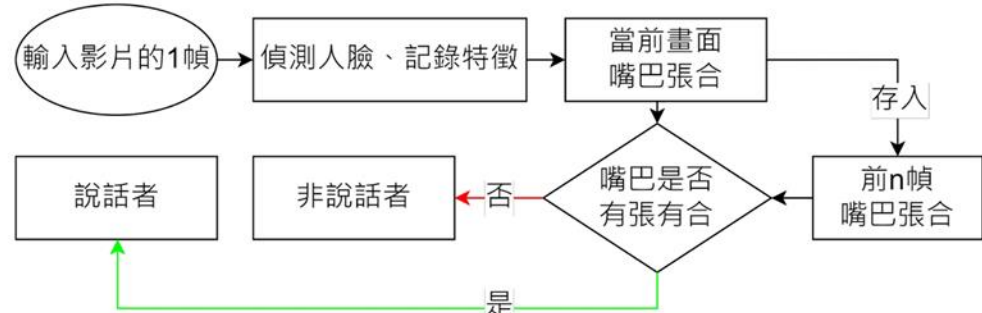 輸入影片的1幀
偵測人臉、記錄特徵
當前畫面
嘴巴張合
存入
說話者
非說話者
否
嘴巴是否
有張有合
前n幀
嘴巴張合
是